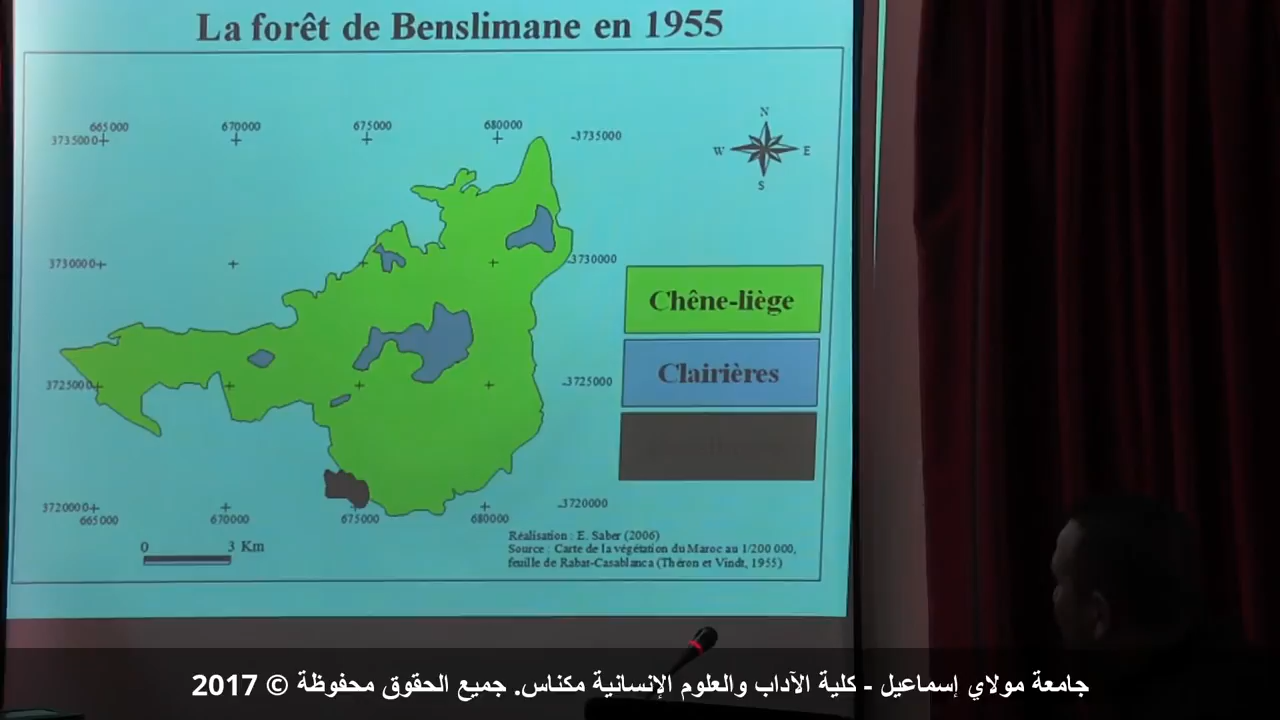 La forêt de Benslimane en 1955
665000 670000 675000 680000
3735000 -3735000
N
W E
S
3730000 -3730000
Chêne-liège
Clairières
3725000 -3725000
3720000 -3720000
665000 670000 675000 680000
0 3 Km
Réalisation : E. Saber (2006)
Source : Carte de la végétation du Maroc au 1/200 000,
feuille de Rabat-Casablanca (Théron et Vindt, 1955)
جامعة مولاي إسماعيل - كلية الآداب والعلوم الإنسانية مكناس. جميع الحقوق محفوظة © 2017